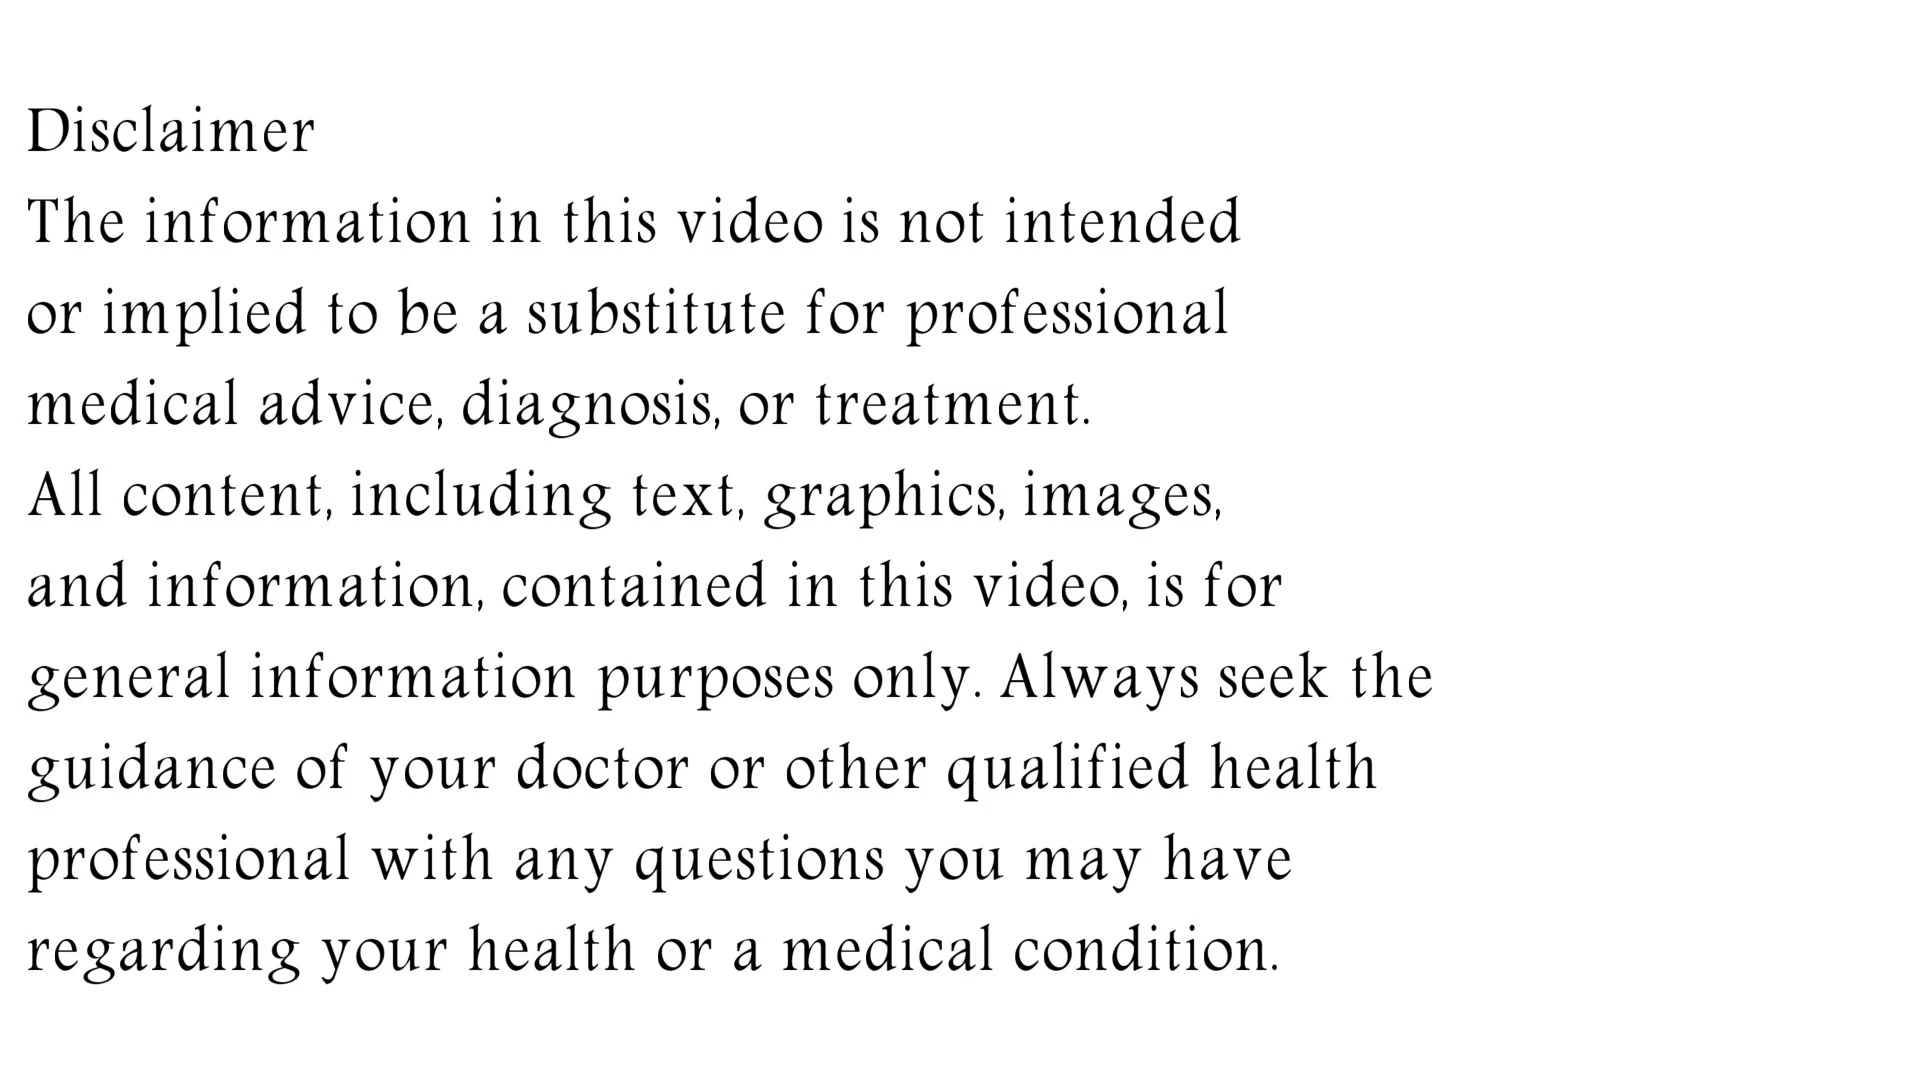 Disclaimer
The information in this video is not intended
or implied to be a substitute for professional
medical advice, diagnosis, or treatment.
All content, including text, graphics, images,
and information, contained in this video, is for
general information purposes only. Always seek the
guidance of your doctor or other qualified health
professional with any questions you may have
regarding your health or a medical condition.